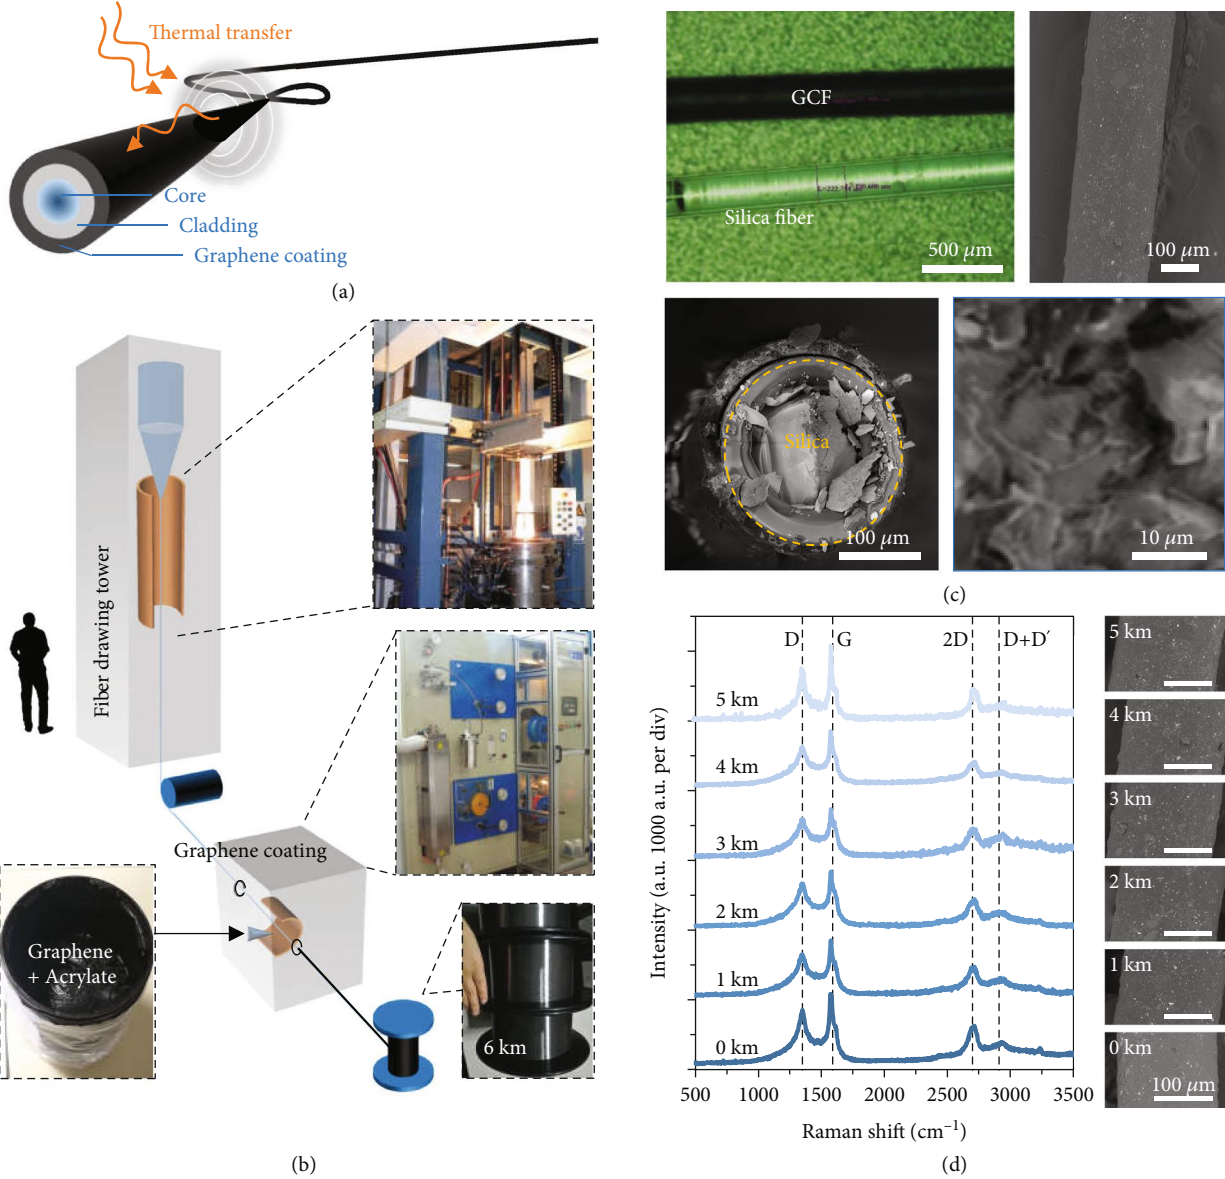 Thermal transfer
Core
Cladding
Graphene coating
(a)
Fiber drawing tower
Graphene coating
Graphene
+ Acrylate
6 km
(b)
GCF
Silica fiber
500 μm
100 μm
Silica
100 μm
10 μm
(c)
D
G
2D
D+D′
5 km
4 km
3 km
2 km
1 km
0 km
Intensity (a.u. 1000 a.u. per div)
500
1000
1500
2000
2500
3000
3500
Raman shift (cm⁻¹)
5 km
4 km
3 km
2 km
1 km
0 km
100 μm
(d)